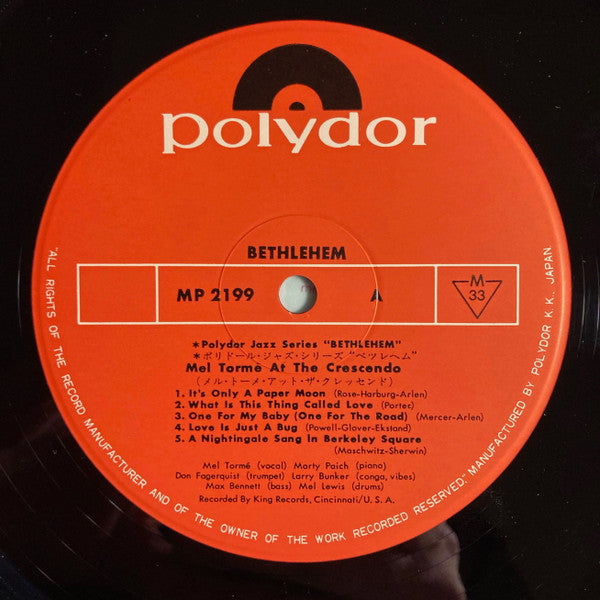 polydor
BETHLEHEM
MP 2199 A M 33
*Polydor Jazz Series "BETHLEHEM"
*ポリドール・ジャズ・シリーズ "ベツレヘム"
Mel Tormè At The Crescendo
(メル・トーメ・アット・ザ・クレッセンド)
1. It's Only A Paper Moon (Rose-Harburg-Arlen)
2. What Is This Thing Called Love (Porter)
3. One For My Baby (One For The Road) (Mercer-Arlen)
4. Love Is Just A Bug (Powell-Glover-Ekstand)
5. A Nightingale Sang In Berkeley Square
(Maschwitz-Sherwin)
Mel Tormé (vocal) Marty Paich (piano)
Don Fagerquist (trumpet) Larry Bunker (conga, vibes)
Max Bennett (bass) Mel Lewis (drums)
Recorded By King Records, Cincinnati/U.S.A.
"ALL RIGHTS OF THE RECORD MANUFACTURER AND OF THE OWNER OF THE WORK RECORDED RESERVED: MANUFACTURED BY POLYDOR K.K. JAPAN.